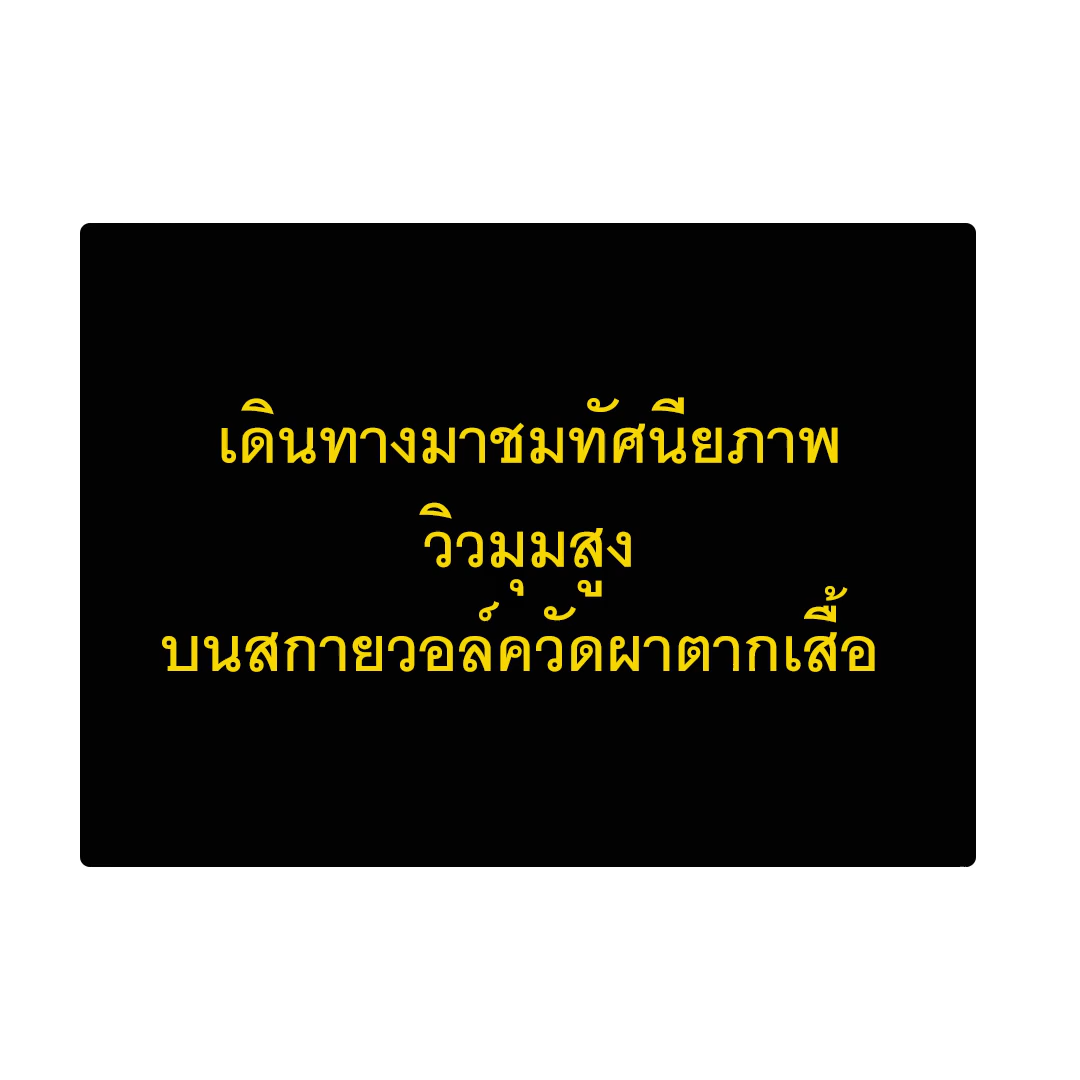 เดินทางมาชมทัศนียภาพ
วิวมุมสูง
บนสกายวอล์ควัดผาตากเสื้อ